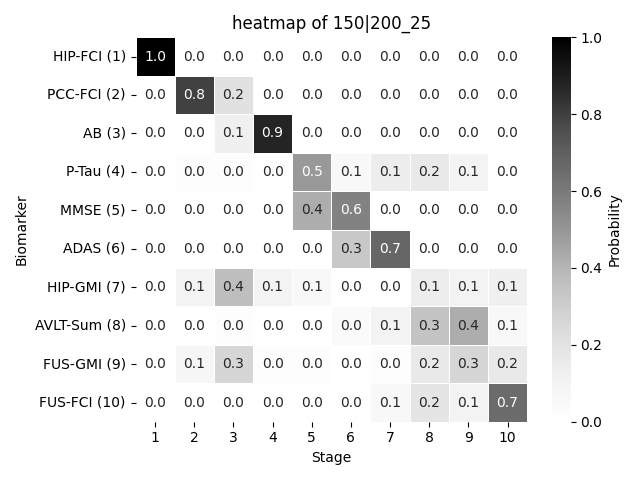 heatmap of 150|200_25
HIP-FCI (1) 1.0 0.0 0.0 0.0 0.0 0.0 0.0 0.0 0.0 0.0
PCC-FCI (2) 0.0 0.8 0.2 0.0 0.0 0.0 0.0 0.0 0.0 0.0
AB (3) 0.0 0.0 0.1 0.9 0.0 0.0 0.0 0.0 0.0 0.0
P-Tau (4) 0.0 0.0 0.0 0.0 0.5 0.1 0.1 0.2 0.1 0.0
MMSE (5) 0.0 0.0 0.0 0.0 0.4 0.6 0.0 0.0 0.0 0.0
ADAS (6) 0.0 0.0 0.0 0.0 0.0 0.3 0.7 0.0 0.0 0.0
HIP-GMI (7) 0.0 0.1 0.4 0.1 0.1 0.0 0.0 0.1 0.1 0.1
AVLT-Sum (8) 0.0 0.0 0.0 0.0 0.0 0.0 0.1 0.3 0.4 0.1
FUS-GMI (9) 0.0 0.1 0.3 0.0 0.0 0.0 0.0 0.2 0.3 0.2
FUS-FCI (10) 0.0 0.0 0.0 0.0 0.0 0.0 0.1 0.2 0.1 0.7
1 2 3 4 5 6 7 8 9 10
Stage
Biomarker
1.0
0.8
0.6
0.4
0.2
0.0
Probability